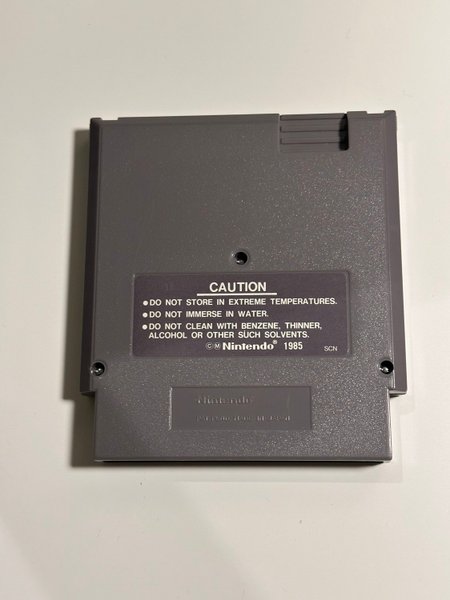 CAUTION
●DO NOT STORE IN EXTREME TEMPERATURES.
●DO NOT IMMERSE IN WATER.
●DO NOT CLEAN WITH BENZENE, THINNER,
ALCOHOL OR OTHER SUCH SOLVENTS.
©M Nintendo® 1985 SCN
Nintendo